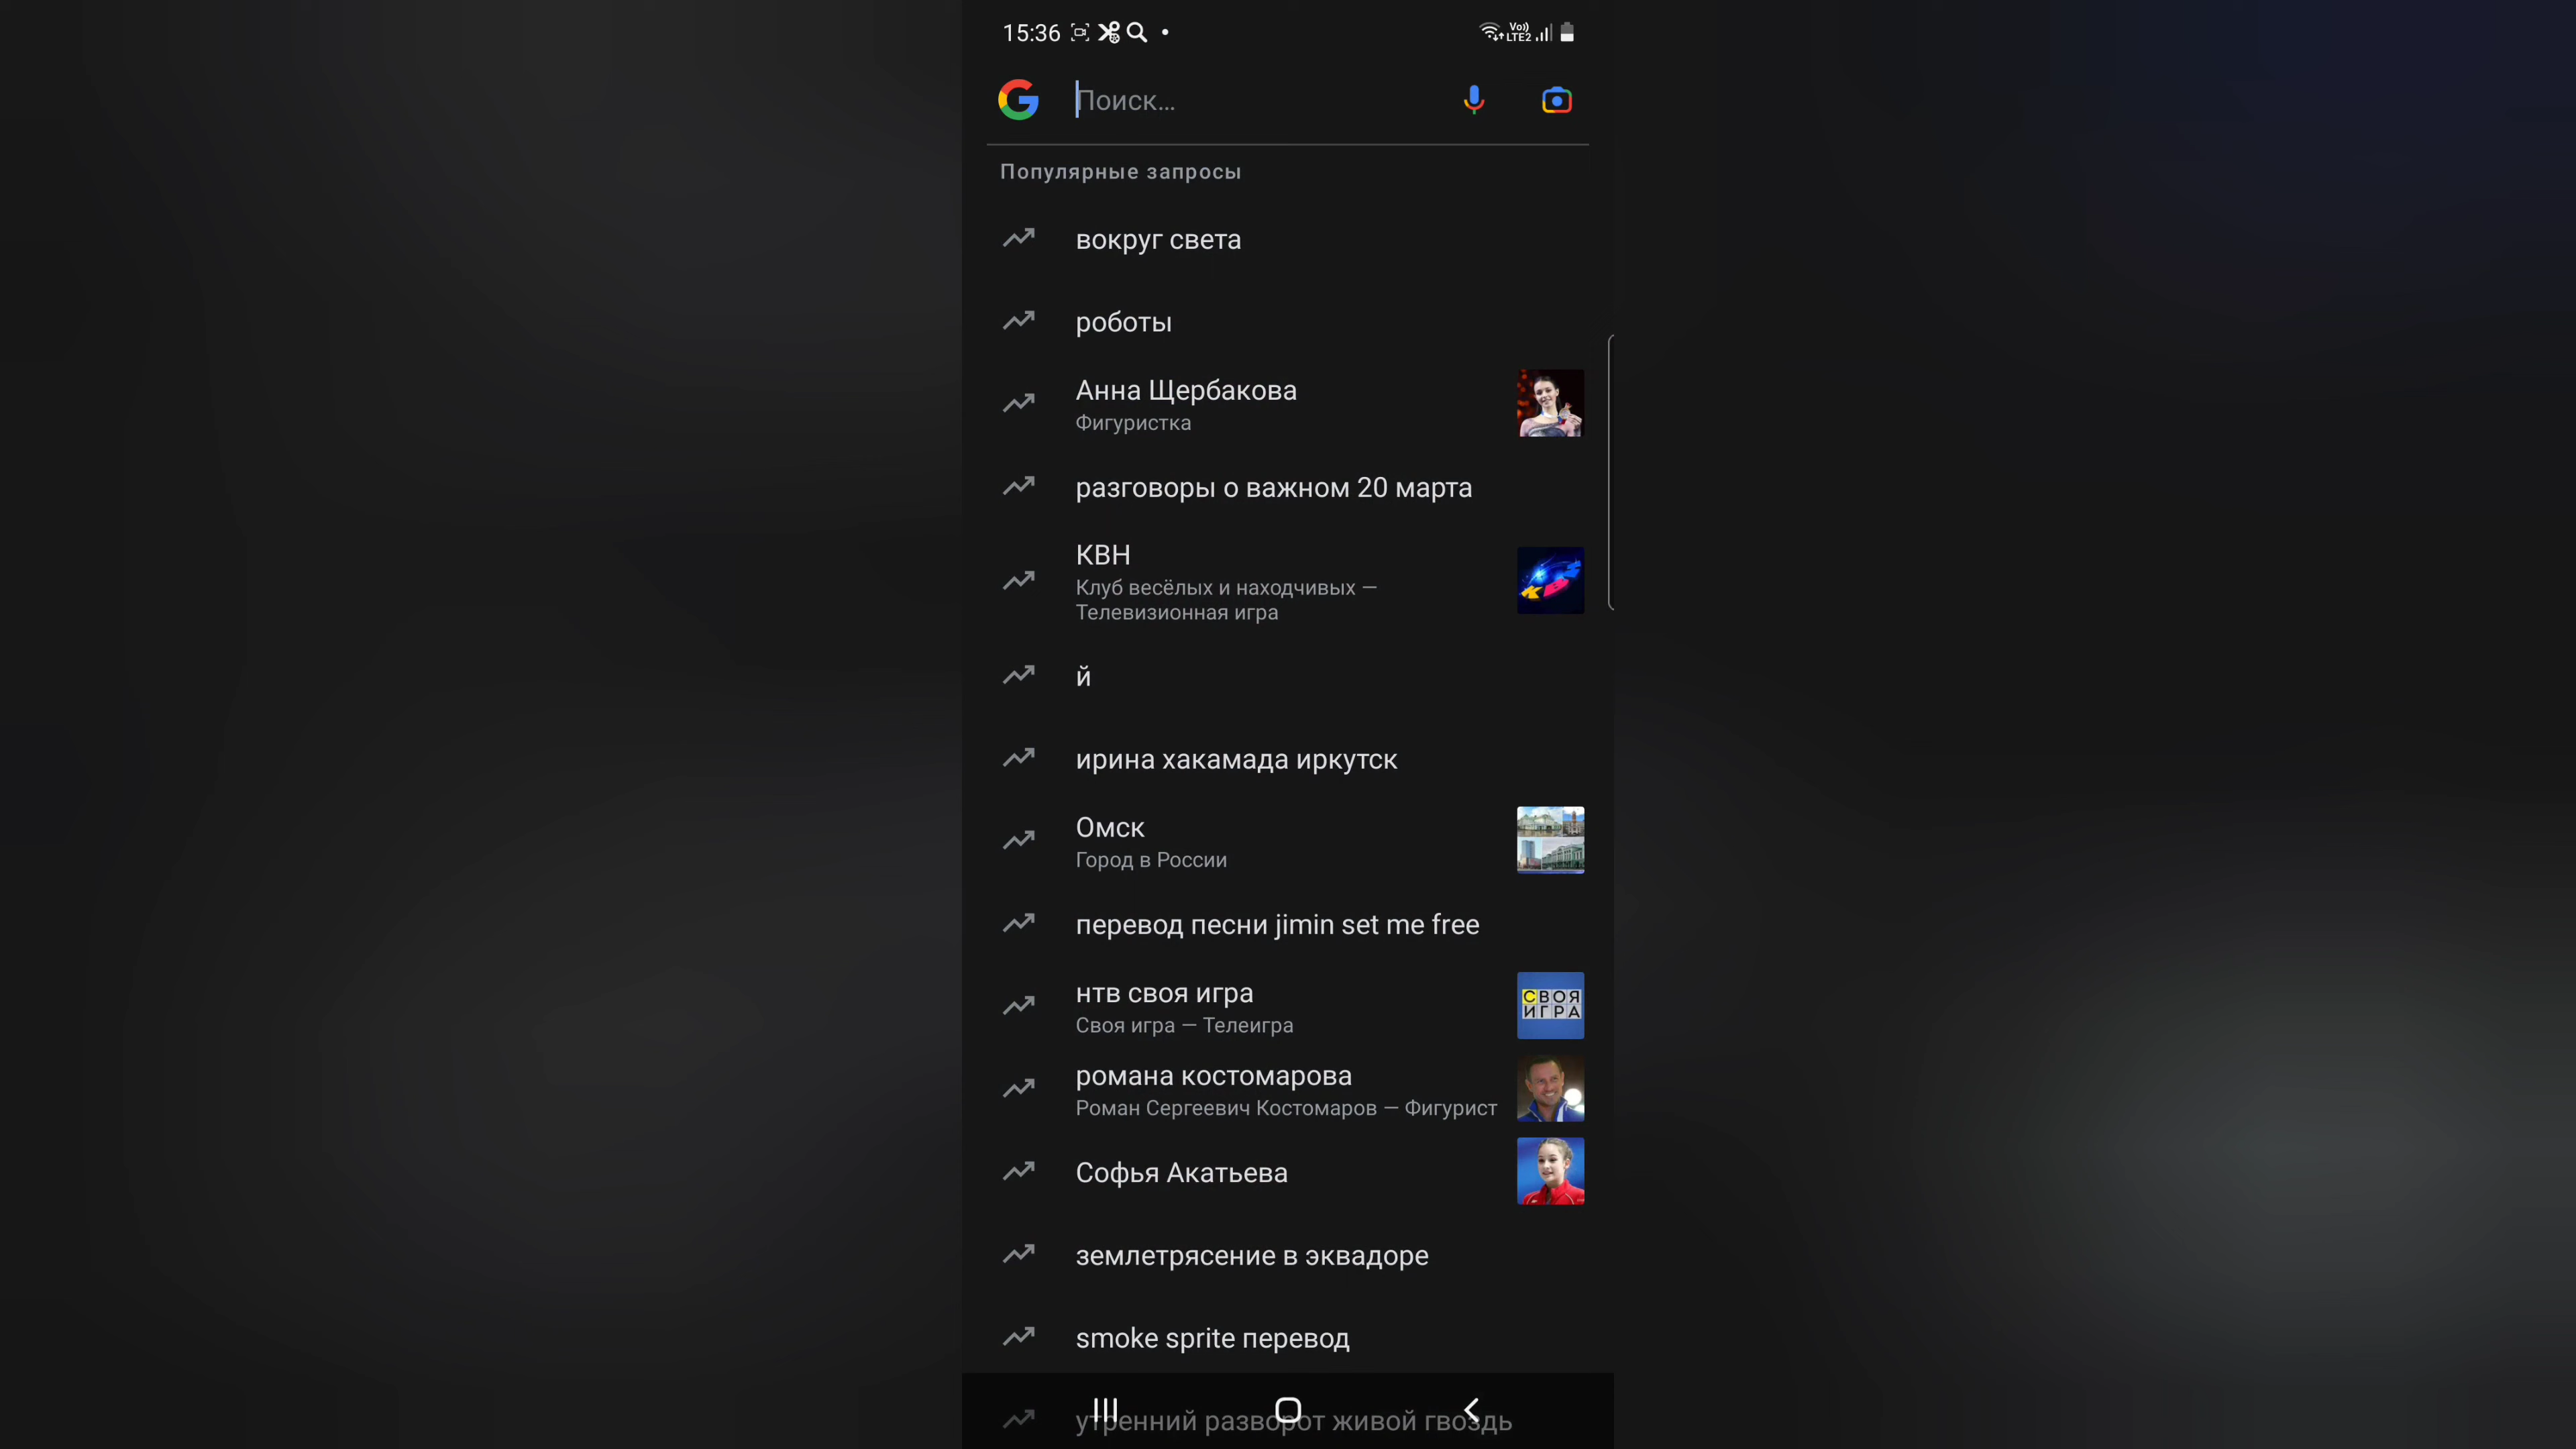 15:36
Vo))
LTE2
Поиск...
Популярные запросы
вокруг света
роботы
Анна Щербакова
Фигуристка
разговоры о важном 20 марта
КВН
Клуб весёлых и находчивых —
Телевизионная игра
й
ирина хакамада иркутск
Омск
Город в России
перевод песни jimin set me free
нтв своя игра
Своя игра — Телеигра
СВОЯ
ИГРА
романа костомарова
Роман Сергеевич Костомаров — Фигурист
Софья Акатьева
землетрясение в эквадоре
smoke sprite перевод
утренний разворот живой гвоздь